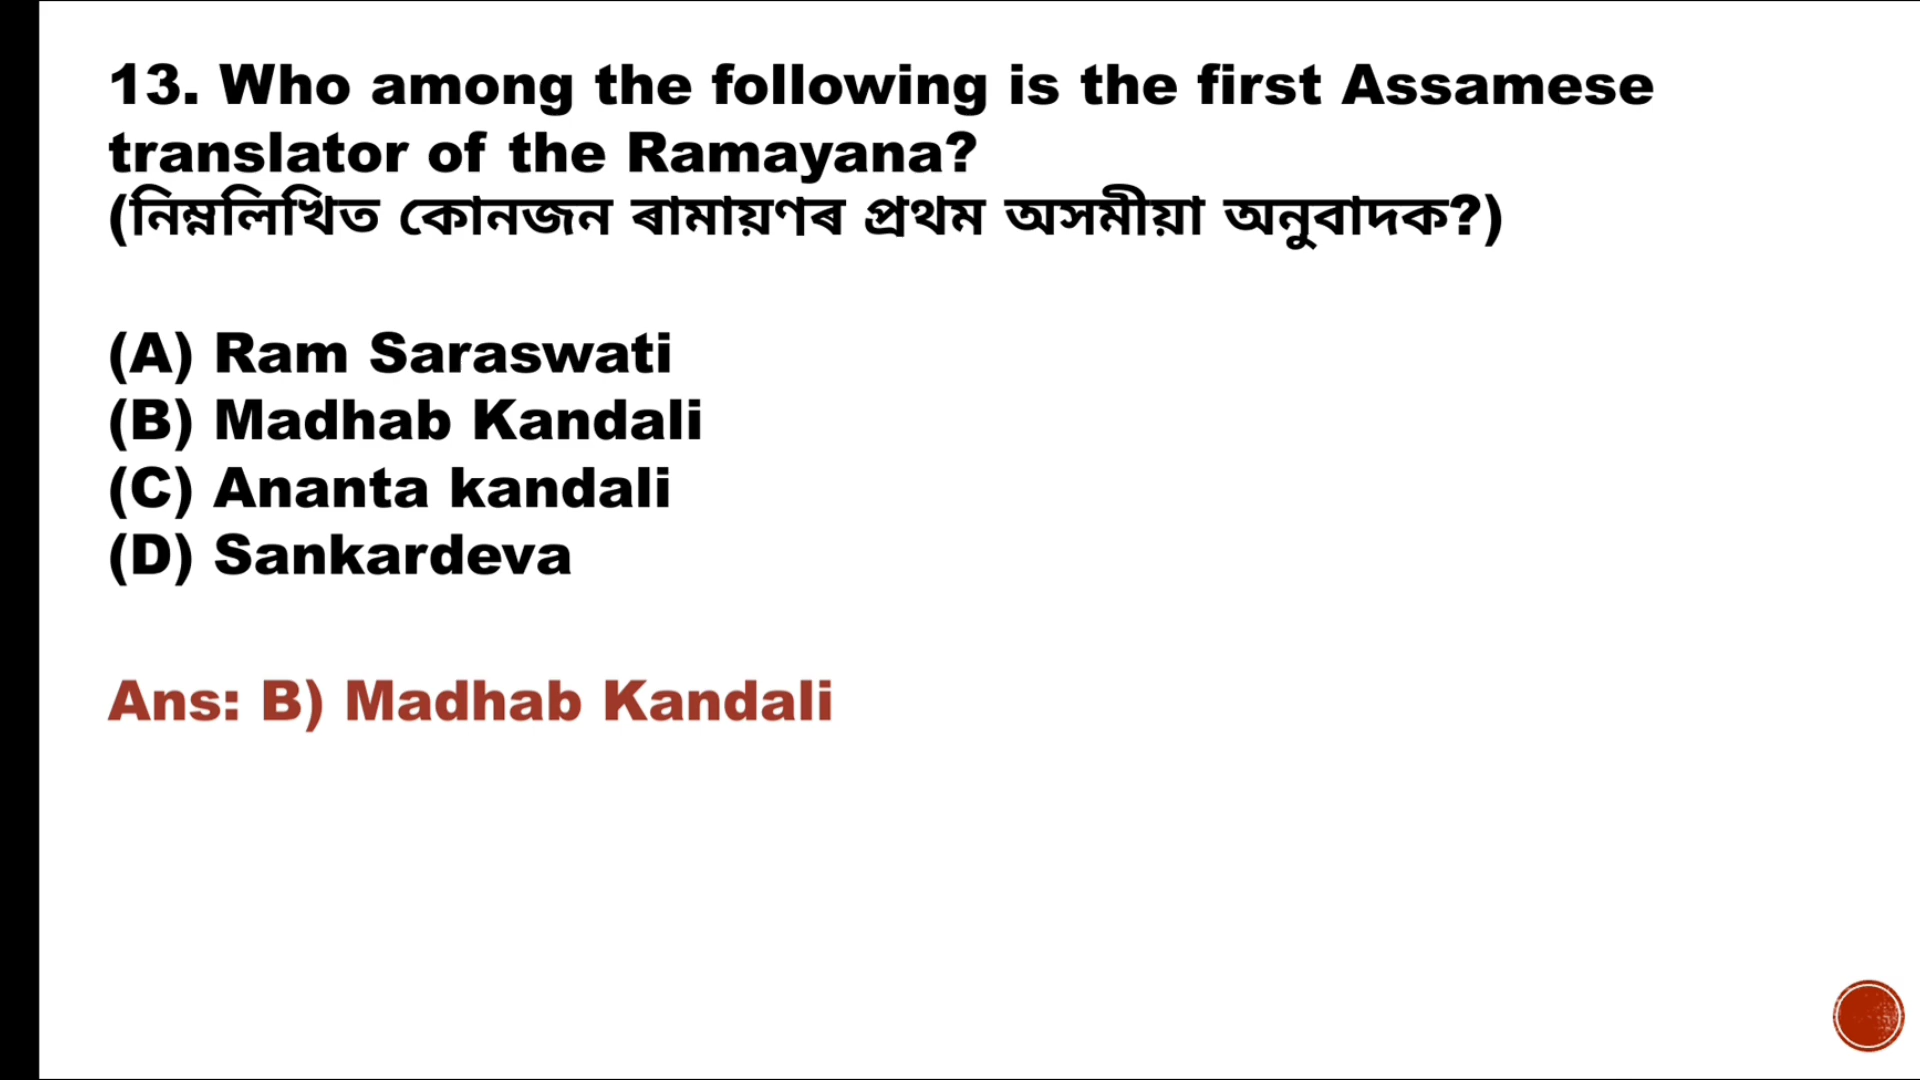 13. Who among the following is the first Assamese
translator of the Ramayana?
(নিম্নলিখিত কোনজন ৰামায়ণৰ প্ৰথম অসমীয়া অনুবাদক?)
(A) Ram Saraswati
(B) Madhab Kandali
(C) Ananta kandali
(D) Sankardeva
Ans: B) Madhab Kandali